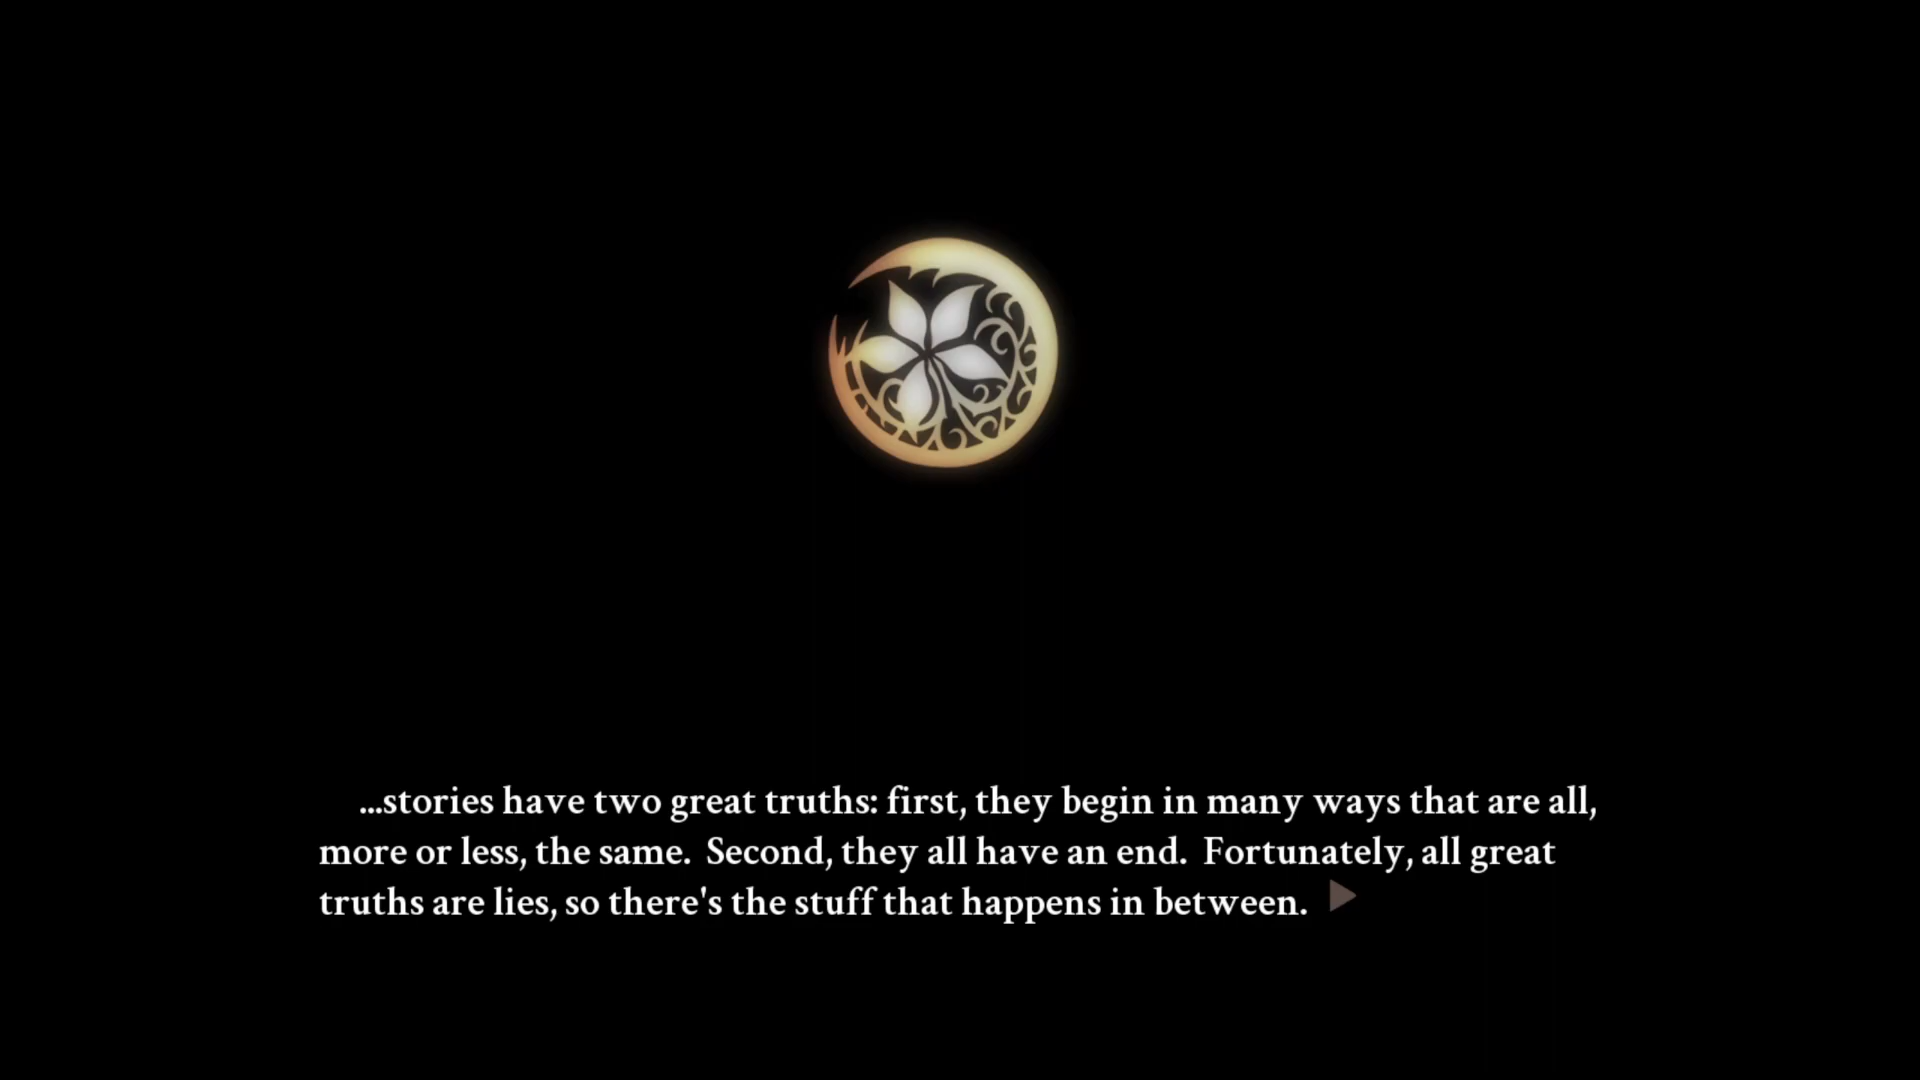 ...stories have two great truths: first, they begin in many ways that are all,
more or less, the same.  Second, they all have an end.  Fortunately, all great
truths are lies, so there's the stuff that happens in between.